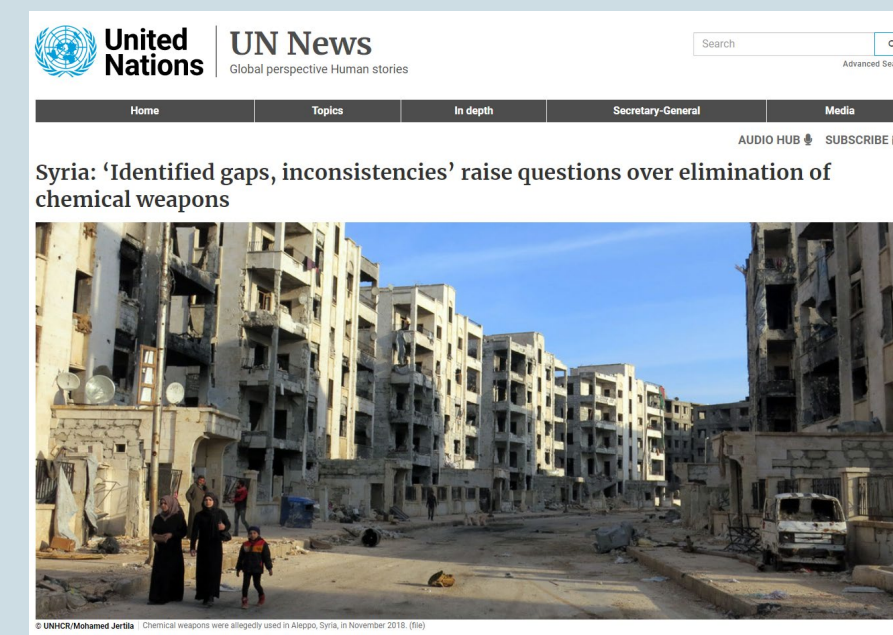 United
Nations
UN News
Global perspective Human stories
Search
Advanced
Home Topics In depth Secretary-General Media
AUDIO HUB SUBSCRIBE
Syria: ‘Identified gaps, inconsistencies’ raise questions over elimination of
chemical weapons
© UNHCR/Mohamed Jertila | Chemical weapons were allegedly used in Aleppo, Syria, in November 2018. (file)